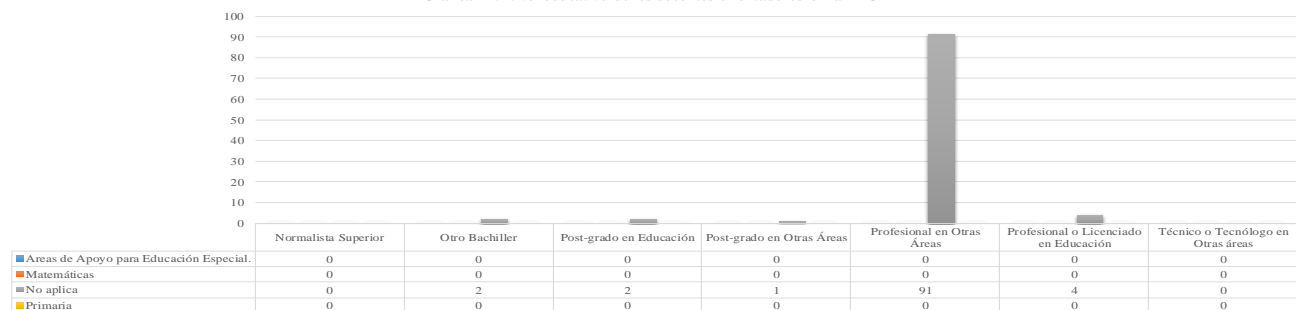 100
90
80
70
60
50
40
30
20
10
0
Normalista Superior Otro Bachiller Post-grado en Educación Post-grado en Otras Áreas Profesional en Otras Áreas Profesional o Licenciado en Educación Técnico o Tecnólogo en Otras áreas
Areas de Apoyo para Educación Especial. 0 0 0 0 0 0 0
Matemáticas 0 0 0 0 0 0 0
No aplica 0 2 2 1 91 4 0
Primaria 0 0 0 0 0 0 0